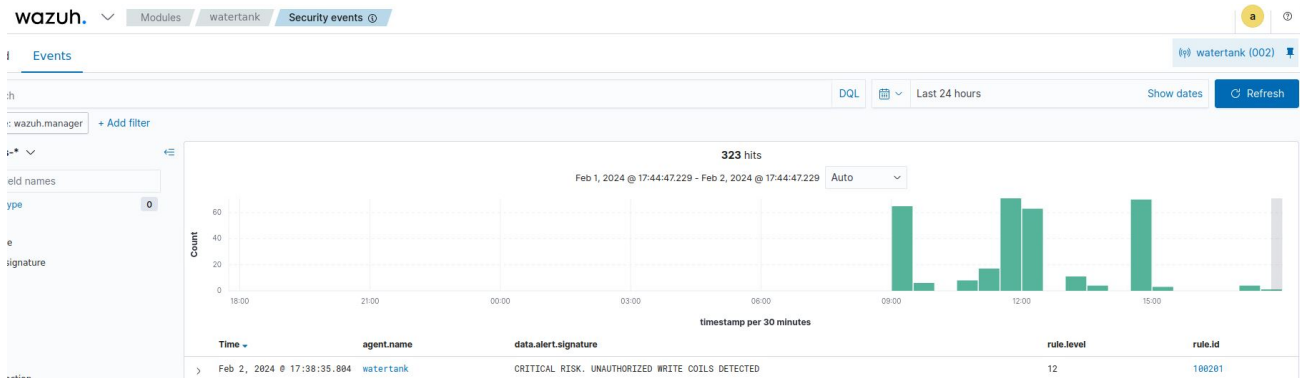 wazuh. Modules watertank Security events a
Events watertank (002)
DQL Last 24 hours Show dates Refresh
e: wazuh.manager + Add filter
s-*
323 hits
Feb 1, 2024 @ 17:44:47.229 - Feb 2, 2024 @ 17:44:47.229 Auto
eld names
ype 0
e
signature
Count
60
40
20
0
18:00 21:00 00:00 03:00 06:00 09:00 12:00 15:00
timestamp per 30 minutes
Time agent.name data.alert.signature rule.level rule.id
Feb 2, 2024 @ 17:38:35.804 watertank CRITICAL RISK. UNAUTHORIZED WRITE COILS DETECTED 12 100201